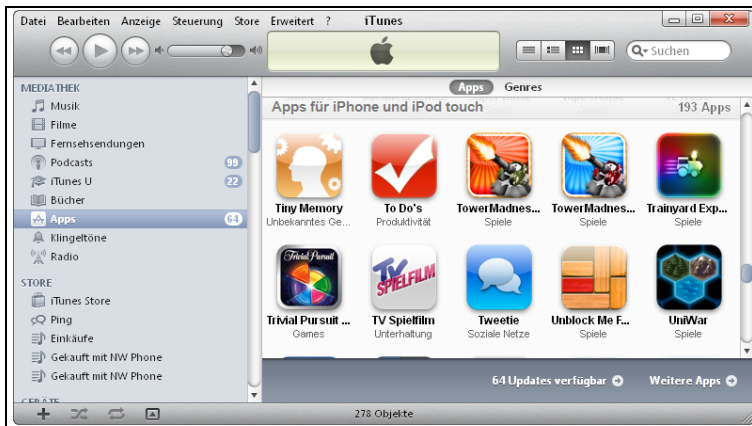 Datei Bearbeiten Anzeige Steuerung Store Erweitert ? iTunes
Suchen
MEDIATHEK
Musik
Filme
Fernsehsendungen
Podcasts 99
iTunes U 22
Bücher
Apps 64
Klingeltöne
Radio
STORE
iTunes Store
Ping
Einkäufe
Gekauft mit NW Phone
Gekauft mit NW Phone
GERÄTE
Apps Genres
Apps für iPhone und iPod touch 193 Apps
Tiny Memory To Do's TowerMadnes... TowerMadnes... Trainyard Exp...
Unbekanntes Ge... Produktivität Spiele Spiele Spiele
Trivial Pursuit
TV SPIELFILM
Trivial Pursuit ... TV Spielfilm Tweetie Unblock Me F... UniWar
Games Unterhaltung Soziale Netze Spiele Spiele
64 Updates verfügbar Weitere Apps
278 Objekte